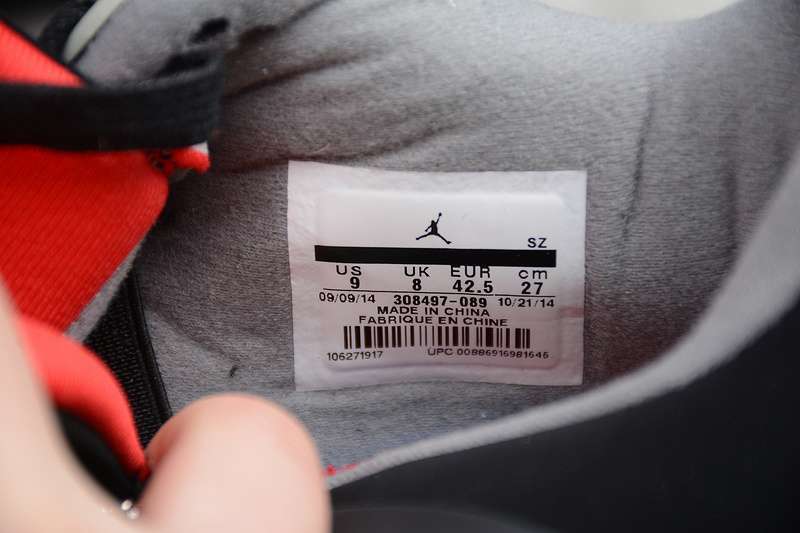 SZ
US UK EUR cm
9 8 42.5 27
09/09/14 308497-089 10/21/14
MADE IN CHINA
FABRIQUE EN CHINE
106271917 UPC 00886916981646